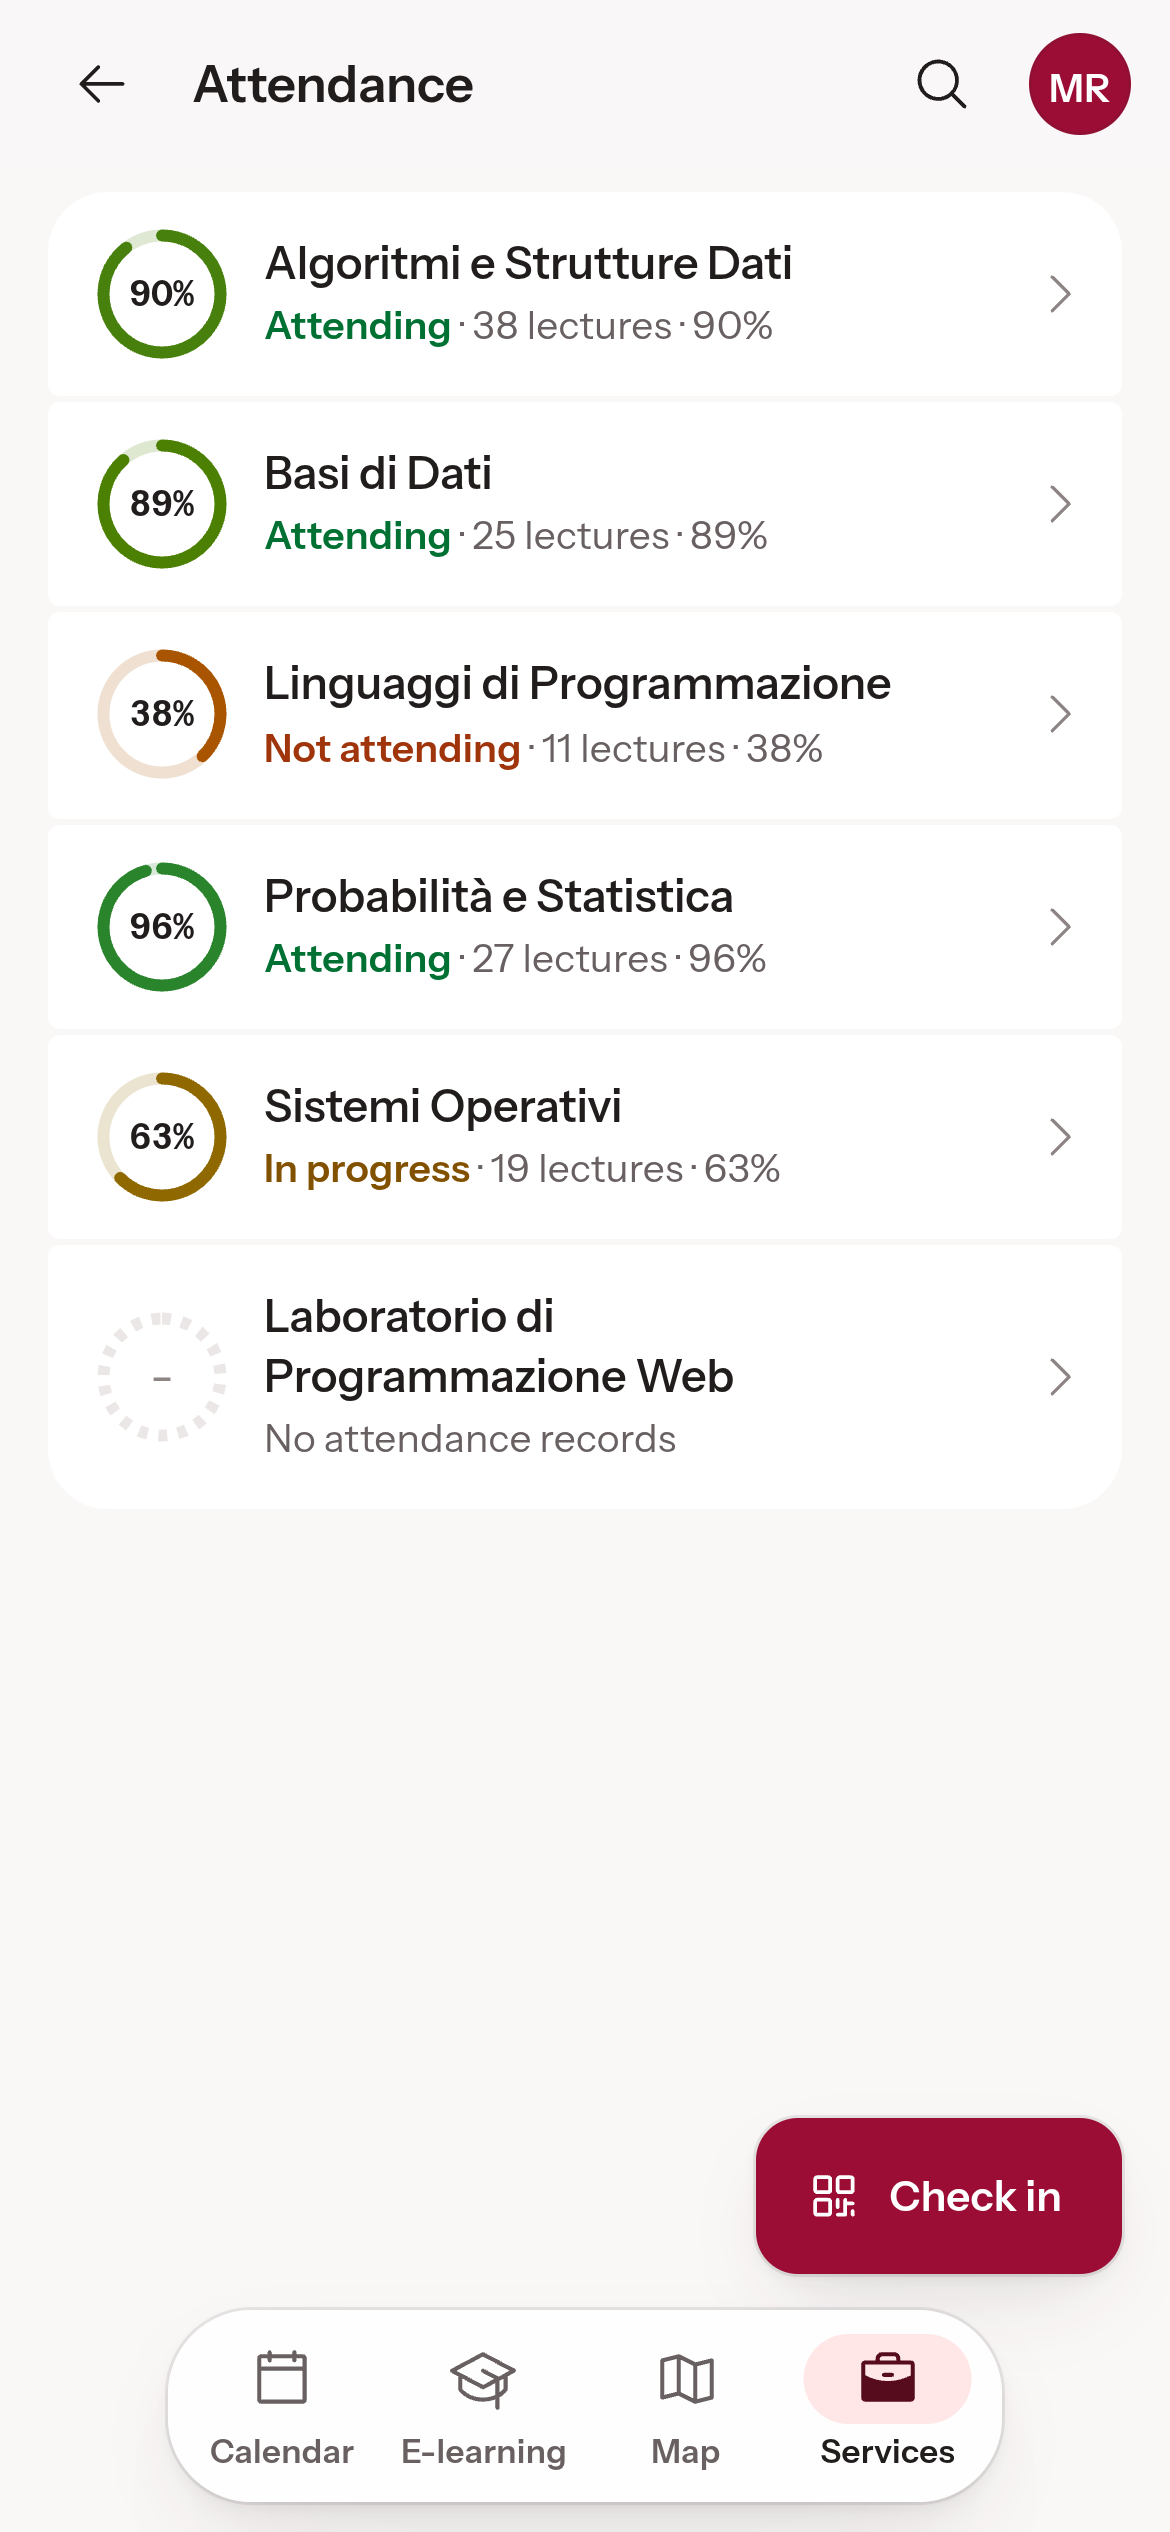 Attendance
MR
90%
Algoritmi e Strutture Dati
Attending · 38 lectures · 90%
89%
Basi di Dati
Attending · 25 lectures · 89%
38%
Linguaggi di Programmazione
Not attending · 11 lectures · 38%
96%
Probabilità e Statistica
Attending · 27 lectures · 96%
63%
Sistemi Operativi
In progress · 19 lectures · 63%
–
Laboratorio di
Programmazione Web
No attendance records
Check in
Calendar
E-learning
Map
Services